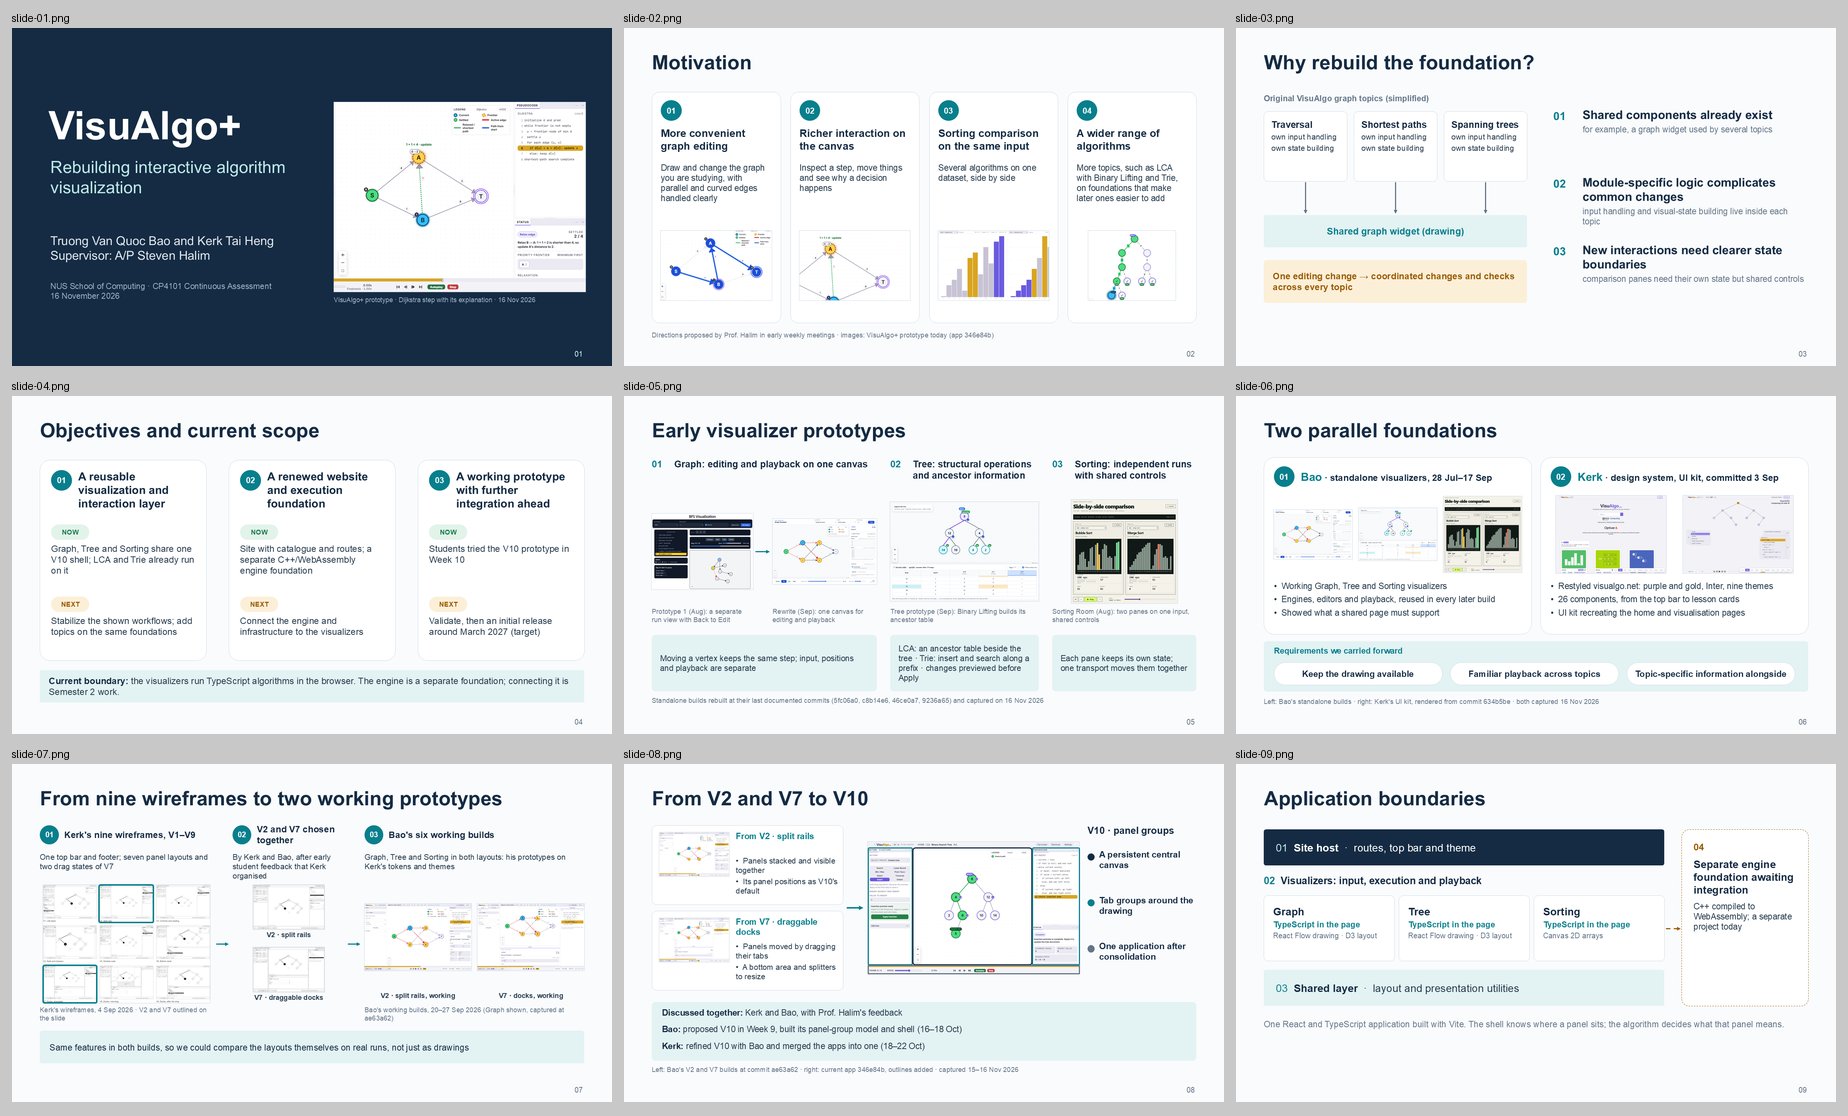 slide-01.png
VisuAlgo+
Rebuilding interactive algorithm
visualization
Truong Van Quoc Bao and Kerk Tai Heng
Supervisor: A/P Steven Halim
NUS School of Computing · CP4101 Continuous Assessment
16 November 2026
VisuAlgo+ prototype · Dijkstra step with its explanation · 16 Nov 2026
01
slide-02.png
Motivation
01
More convenient
graph editing
Draw and change the graph
you are studying, with
parallel and curved edges
handled clearly
02
Richer interaction on
the canvas
Inspect a step, move things
and see why a decision
happens
03
Sorting comparison
on the same input
Several algorithms on one
dataset, side by side
04
A wider range of
algorithms
More topics, such as LCA
with Binary Lifting and Trie,
on foundations that make
later ones easier to add
Directions proposed by Prof. Halim in early weekly meetings · images: VisuAlgo+ prototype today (app 346e84b)
02
slide-03.png
Why rebuild the foundation?
Original VisuAlgo graph topics (simplified)
Traversal
own input handling
own state building
Shortest paths
own input handling
own state building
Spanning trees
own input handling
own state building
Shared graph widget (drawing)
One editing change → coordinated changes and checks
across every topic
01
Shared components already exist
for example, a graph widget used by several topics
02
Module-specific logic complicates
common changes
input handling and visual-state building live inside each
topic
03
New interactions need clearer state
boundaries
comparison panes need their own state but shared controls
03
slide-04.png
Objectives and current scope
01
A reusable
visualization and
interaction layer
NOW
Graph, Tree and Sorting share one
V10 shell; LCA and Trie already run
on it
NEXT
Stabilize the shown workflows; add
topics on the same foundations
02
A renewed website
and execution
foundation
NOW
Site with catalogue and routes; a
separate C++/WebAssembly
engine foundation
NEXT
Connect the engine and
infrastructure to the visualizers
03
A working prototype
with further
integration ahead
NOW
Students tried the V10 prototype in
Week 10
NEXT
Validate, then an initial release
around March 2027 (target)
Current boundary: the visualizers run TypeScript algorithms in the browser. The engine is a separate foundation; connecting it is
Semester 2 work.
04
slide-05.png
Early visualizer prototypes
01 Graph: editing and playback on one canvas
Prototype 1 (Aug): a separate
run view with Back to Edit
Rewrite (Sep): one canvas for
editing and playback
Moving a vertex keeps the same step; input, positions
and playback are separate
02 Tree: structural operations
and ancestor information
Tree prototype (Sep): Binary Lifting builds its
ancestor table
LCA: an ancestor table beside the
tree · Trie: insert and search along a
prefix · changes previewed before
Apply
03 Sorting: independent runs
with shared controls
Side-by-side comparison
Sorting Room (Aug): two panes on one input,
shared controls
Each pane keeps its own state;
one transport moves them together
Standalone builds rebuilt at their last documented commits (5fc06a0, c8b14e6, 46ce0a7, 9236a65) and captured on 16 Nov 2026
05
slide-06.png
Two parallel foundations
01 Bao · standalone visualizers, 28 Jul–17 Sep
Side-by-side comparison
• Working Graph, Tree and Sorting visualizers
• Engines, editors and playback, reused in every later build
• Showed what a shared page must support
02 Kerk · design system, UI kit, committed 3 Sep
• Restyled visualgo.net: purple and gold, Inter, nine themes
• 26 components, from the top bar to lesson cards
• UI kit recreating the home and visualisation pages
Requirements we carried forward
Keep the drawing available
Familiar playback across topics
Topic-specific information alongside
Left: Bao's standalone builds · right: Kerk's UI kit, rendered from commit 634b5be · both captured 16 Nov 2026
06
slide-07.png
From nine wireframes to two working prototypes
01 Kerk's nine wireframes, V1–V9
One top bar and footer; seven panel layouts and
two drag states of V7
Kerk's wireframes, 4 Sep 2026 · V2 and V7 outlined on
the slide
02 V2 and V7 chosen
together
By Kerk and Bao, after early
student feedback that Kerk
organised
V2 · split rails
V7 · draggable docks
03 Bao's six working builds
Graph, Tree and Sorting in both layouts: his prototypes on
Kerk's tokens and themes
V2 · split rails, working
V7 · docks, working
Bao's working builds, 20–27 Sep 2026 (Graph shown, captured at
ae63a62)
Same features in both builds, so we could compare the layouts themselves on real runs, not just as drawings
07
slide-08.png
From V2 and V7 to V10
From V2 · split rails
• Panels stacked and visible
together
• Its panel positions as V10's
default
From V7 · draggable
docks
• Panels moved by dragging
their tabs
• A bottom area and splitters
to resize
V10 · panel groups
A persistent central
canvas
Tab groups around the
drawing
One application after
consolidation
Discussed together: Kerk and Bao, with Prof. Halim's feedback
Bao: proposed V10 in Week 9, built its panel-group model and shell (16–18 Oct)
Kerk: refined V10 with Bao and merged the apps into one (18–22 Oct)
Left: Bao's V2 and V7 builds at commit ae63a62 · right: current app 346e84b, outlines added · captured 15–16 Nov 2026
08
slide-09.png
Application boundaries
01 Site host · routes, top bar and theme
02 Visualizers: input, execution and playback
Graph
TypeScript in the page
React Flow drawing · D3 layout
Tree
TypeScript in the page
React Flow drawing · D3 layout
Sorting
TypeScript in the page
Canvas 2D arrays
03 Shared layer · layout and presentation utilities
04
Separate engine
foundation awaiting
integration
C++ compiled to
WebAssembly; a separate
project today
One React and TypeScript application built with Vite. The shell knows where a panel sits; the algorithm decides what that panel means.
09